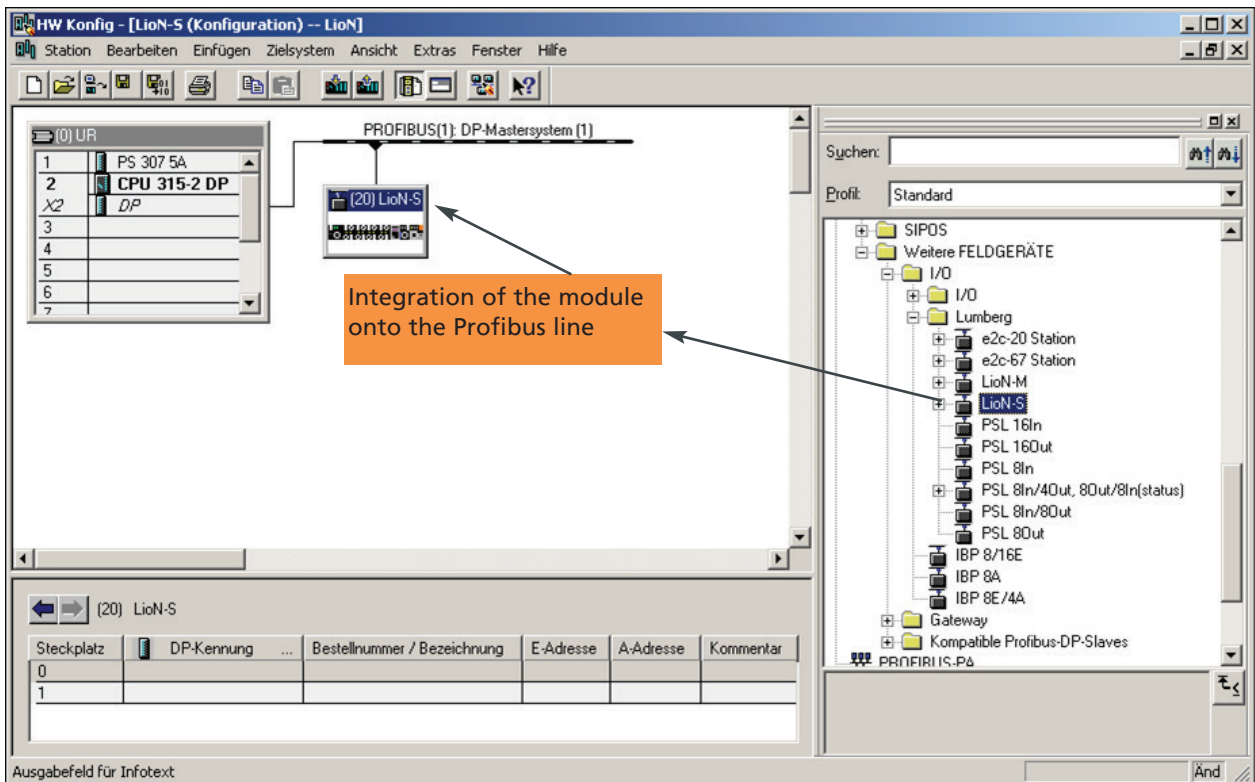 HW Konfig - [LioN-S (Konfiguration) -- LioN]
Station Bearbeiten Einfügen Zielsystem Ansicht Extras Fenster Hilfe
(0) UR
1 PS 307 5A
2 CPU 315-2 DP
X2 DP
3
4
5
6
7
PROFIBUS(1): DP-Mastersystem (1)
(20) LioN-S
Integration of the module
onto the Profibus line
Suchen:
Profil: Standard
SIPOS
Weitere FELDGERÄTE
I/O
I/O
Lumberg
e2c-20 Station
e2c-67 Station
LioN-M
LioN-S
PSL 16In
PSL 16Out
PSL 8In
PSL 8In/4Out, 8Out/8In(status)
PSL 8In/8Out
PSL 8Out
IBP 8/16E
IBP 8A
IBP 8E/4A
Gateway
Kompatible Profibus-DP-Slaves
PROFIBUS-PA
(20) LioN-S
Steckplatz DP-Kennung ... Bestellnummer / Bezeichnung E-Adresse A-Adresse Kommentar
0
1
Ausgabefeld für Infotext
Änd